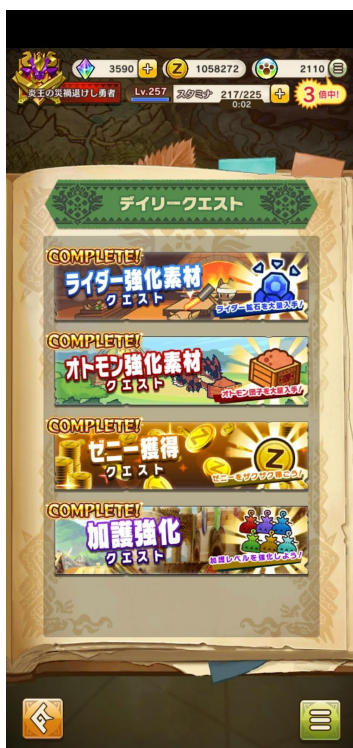 3590
Z 1058272
2110
炎王の災禍退けし勇者
Lv.257
スタミナ 217/225
0:02
3倍中!
デイリークエスト
COMPLETE!
ライダー強化素材
クエスト
ライダー鉱石を大量入手!
COMPLETE!
オトモン強化素材
クエスト
オトモン団子を大量入手!
COMPLETE!
ゼニー獲得
クエスト
Z
ゼニーをザクザク稼ごう!
COMPLETE!
加護強化
クエスト
加護レベルを強化しよう!